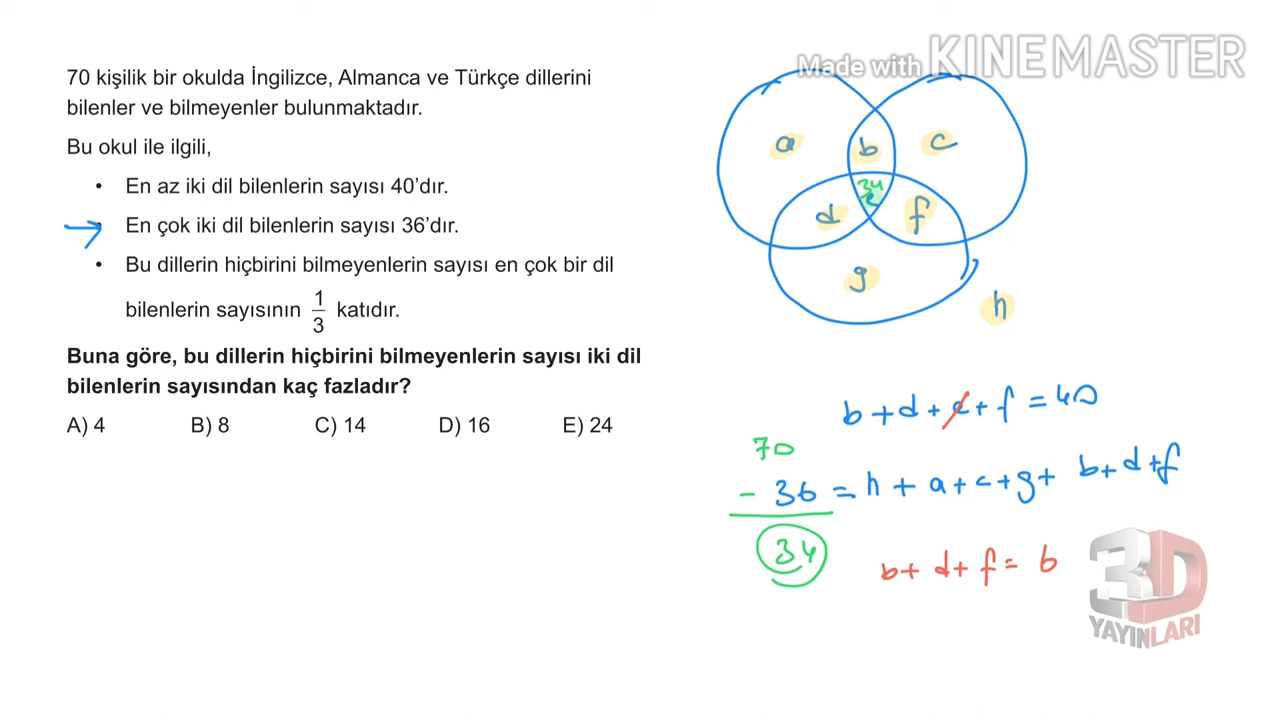 Made with KINEMASTER
70 kişilik bir okulda İngilizce, Almanca ve Türkçe dillerini
bilenler ve bilmeyenler bulunmaktadır.
Bu okul ile ilgili,
• En az iki dil bilenlerin sayısı 40'dır.
En çok iki dil bilenlerin sayısı 36'dır.
• Bu dillerin hiçbirini bilmeyenlerin sayısı en çok bir dil
bilenlerin sayısının 1/3 katıdır.
Buna göre, bu dillerin hiçbirini bilmeyenlerin sayısı iki dil
bilenlerin sayısından kaç fazladır?
A) 4 B) 8 C) 14 D) 16 E) 24
a b c
34
d f
g
h
b + d + e + f = 40
70
- 36 = h + a + c + g + b + d + f
34
b + d + f = 6
3D
YAYINLARI